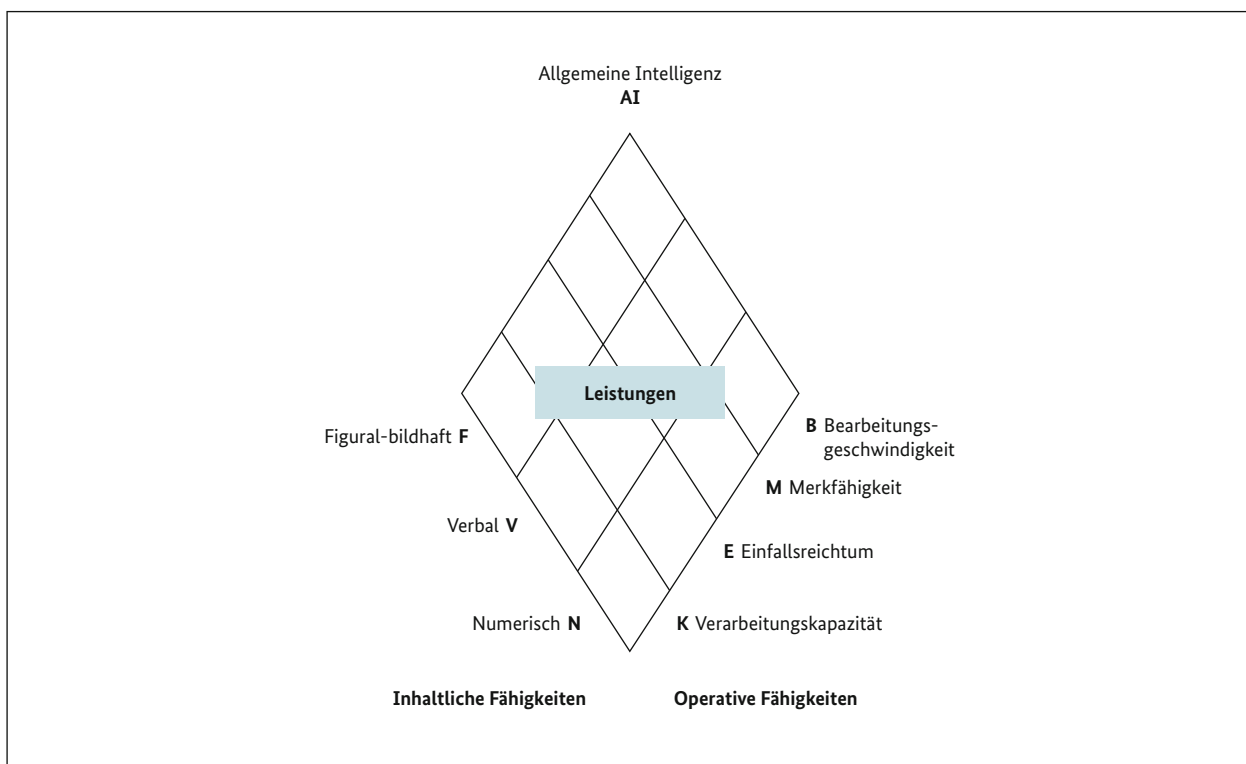 Allgemeine Intelligenz
AI
Leistungen
Figural-bildhaft F
Verbal V
Numerisch N
B Bearbeitungs-
geschwindigkeit
M Merkfähigkeit
E Einfallsreichtum
K Verarbeitungskapazität
Inhaltliche Fähigkeiten
Operative Fähigkeiten